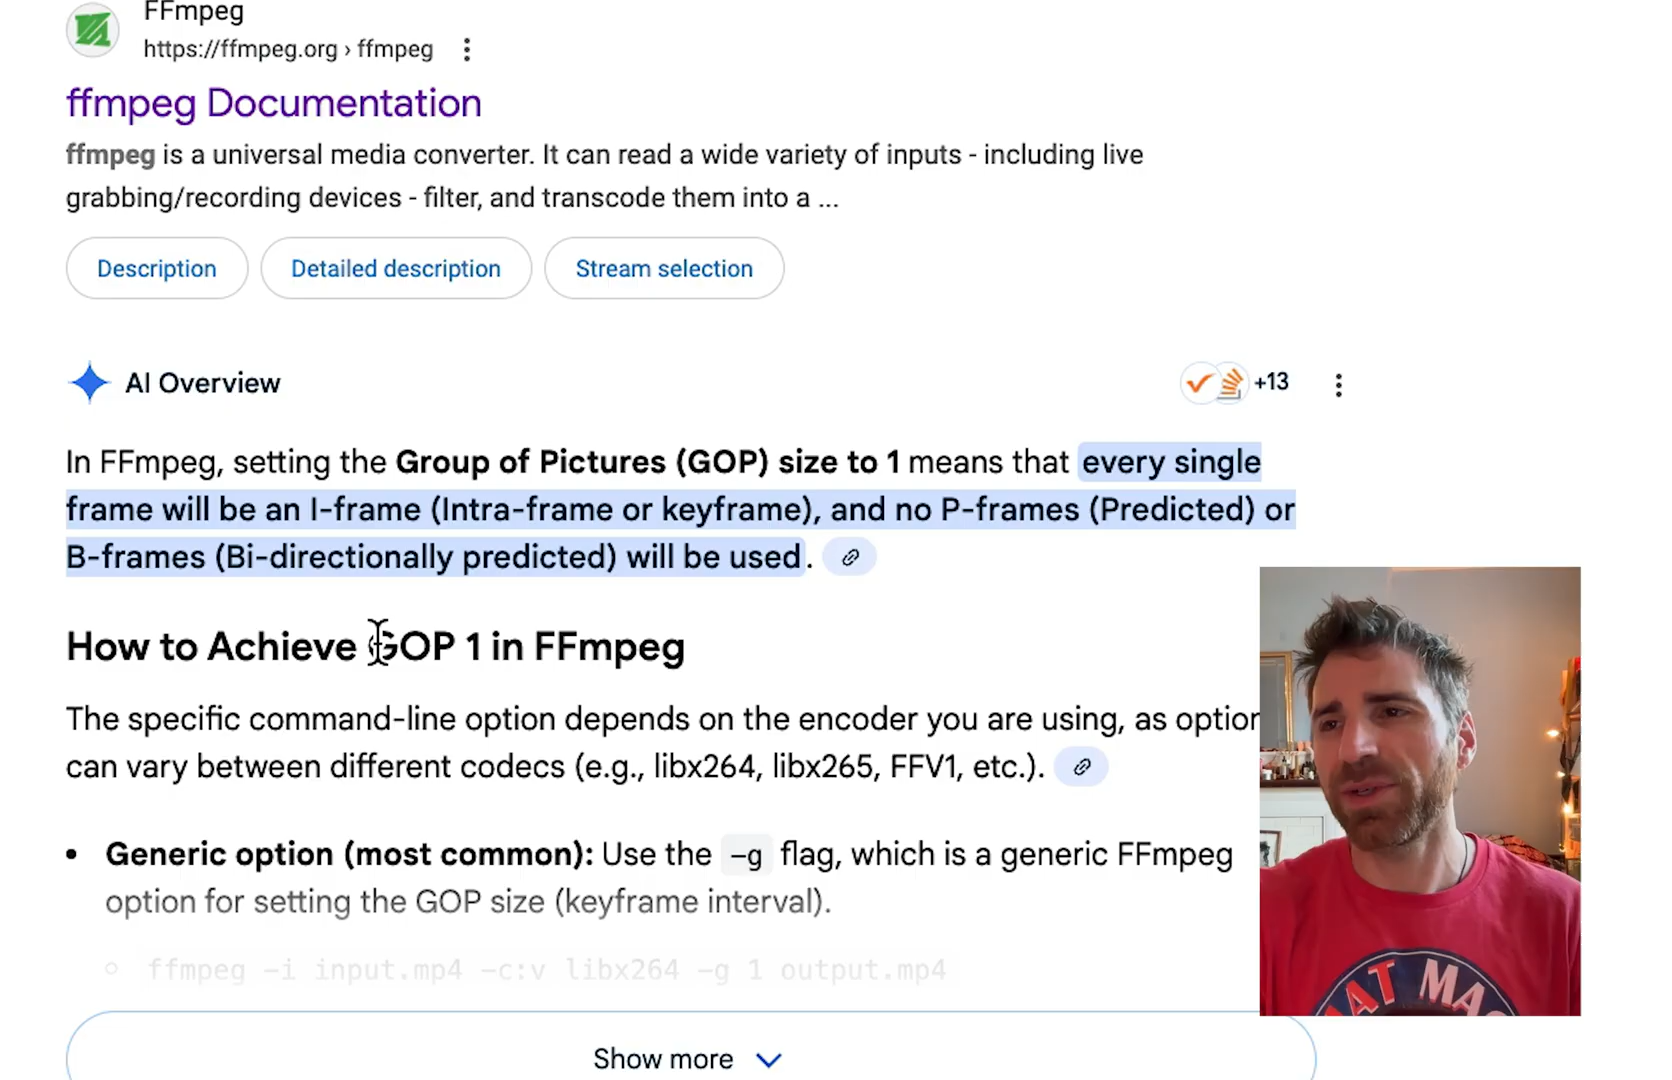 FFmpeg
https://ffmpeg.org › ffmpeg
ffmpeg Documentation
ffmpeg is a universal media converter. It can read a wide variety of inputs - including live
grabbing/recording devices - filter, and transcode them into a ...
Description Detailed description Stream selection
AI Overview
+13
In FFmpeg, setting the Group of Pictures (GOP) size to 1 means that every single
frame will be an I-frame (Intra-frame or keyframe), and no P-frames (Predicted) or
B-frames (Bi-directionally predicted) will be used.
How to Achieve GOP 1 in FFmpeg
The specific command-line option depends on the encoder you are using, as option
can vary between different codecs (e.g., libx264, libx265, FFV1, etc.).
• Generic option (most common): Use the -g flag, which is a generic FFmpeg
option for setting the GOP size (keyframe interval).
○ ffmpeg -i input.mp4 -c:v libx264 -g 1 output.mp4
Show more
AT MA